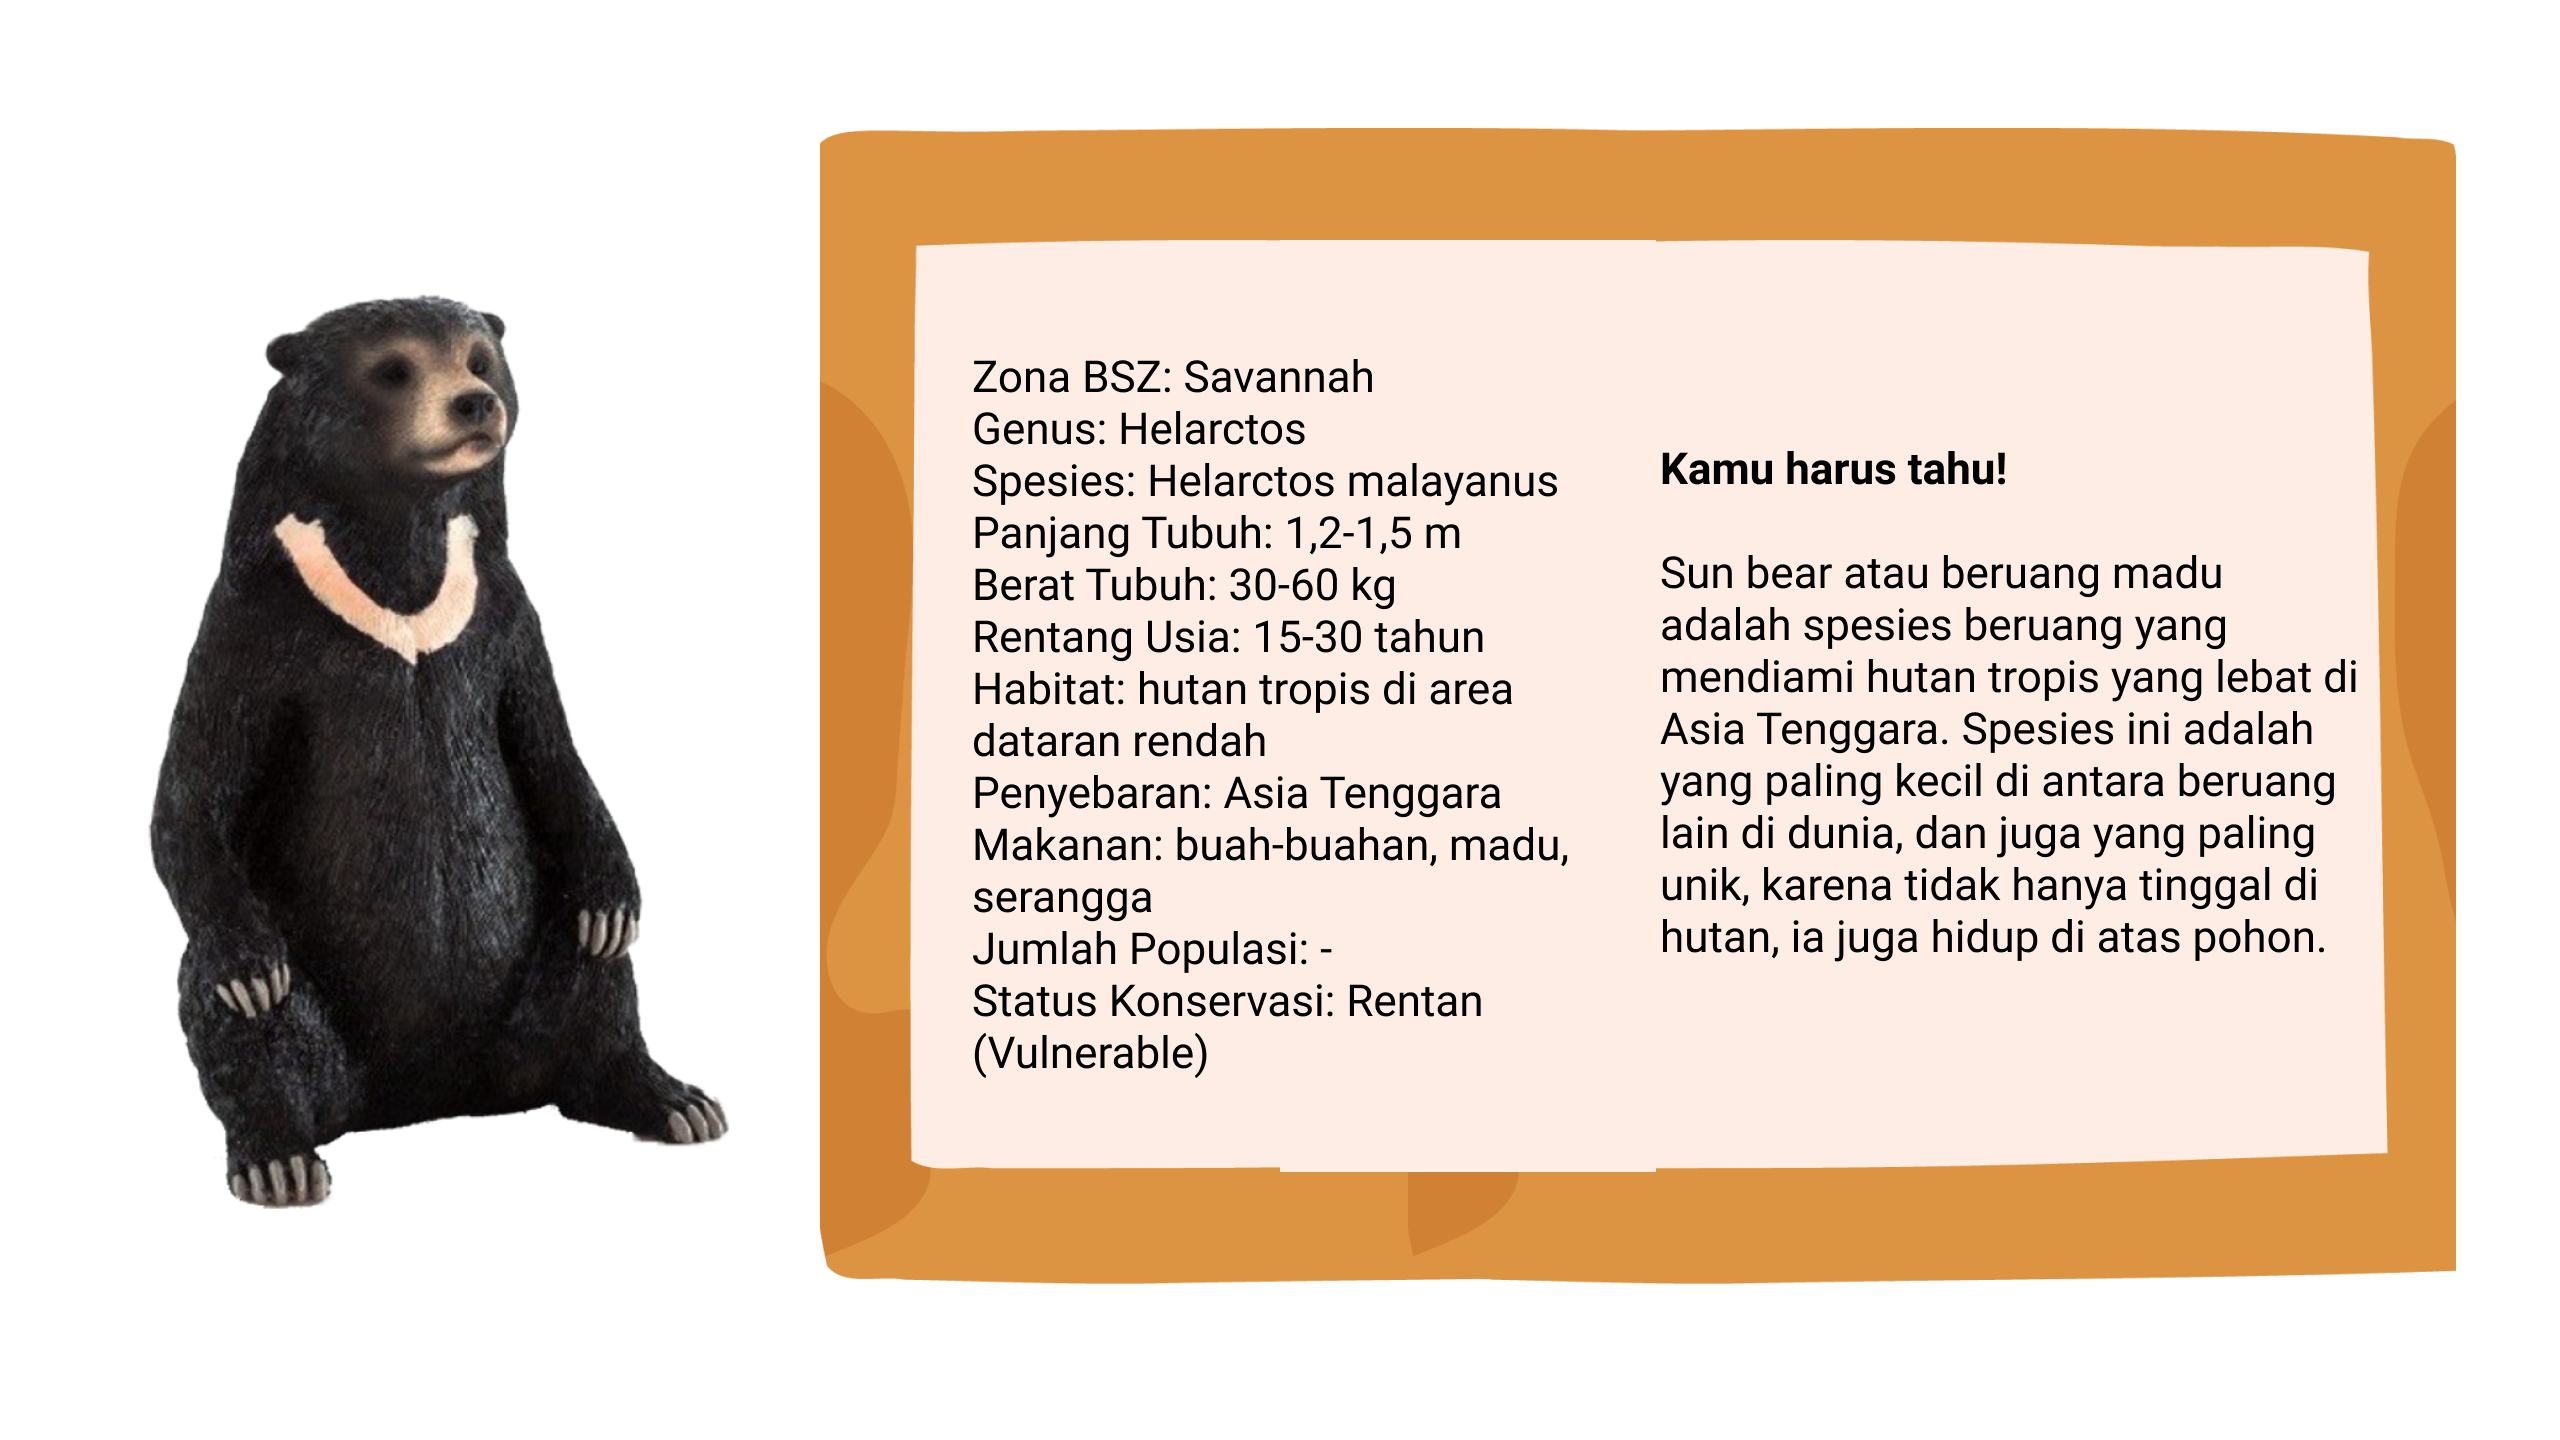 Zona BSZ: Savannah
Genus: Helarctos
Spesies: Helarctos malayanus
Panjang Tubuh: 1,2-1,5 m
Berat Tubuh: 30-60 kg
Rentang Usia: 15-30 tahun
Habitat: hutan tropis di area
dataran rendah
Penyebaran: Asia Tenggara
Makanan: buah-buahan, madu,
serangga
Jumlah Populasi: -
Status Konservasi: Rentan
(Vulnerable)
Kamu harus tahu!
Sun bear atau beruang madu
adalah spesies beruang yang
mendiami hutan tropis yang lebat di
Asia Tenggara. Spesies ini adalah
yang paling kecil di antara beruang
lain di dunia, dan juga yang paling
unik, karena tidak hanya tinggal di
hutan, ia juga hidup di atas pohon.